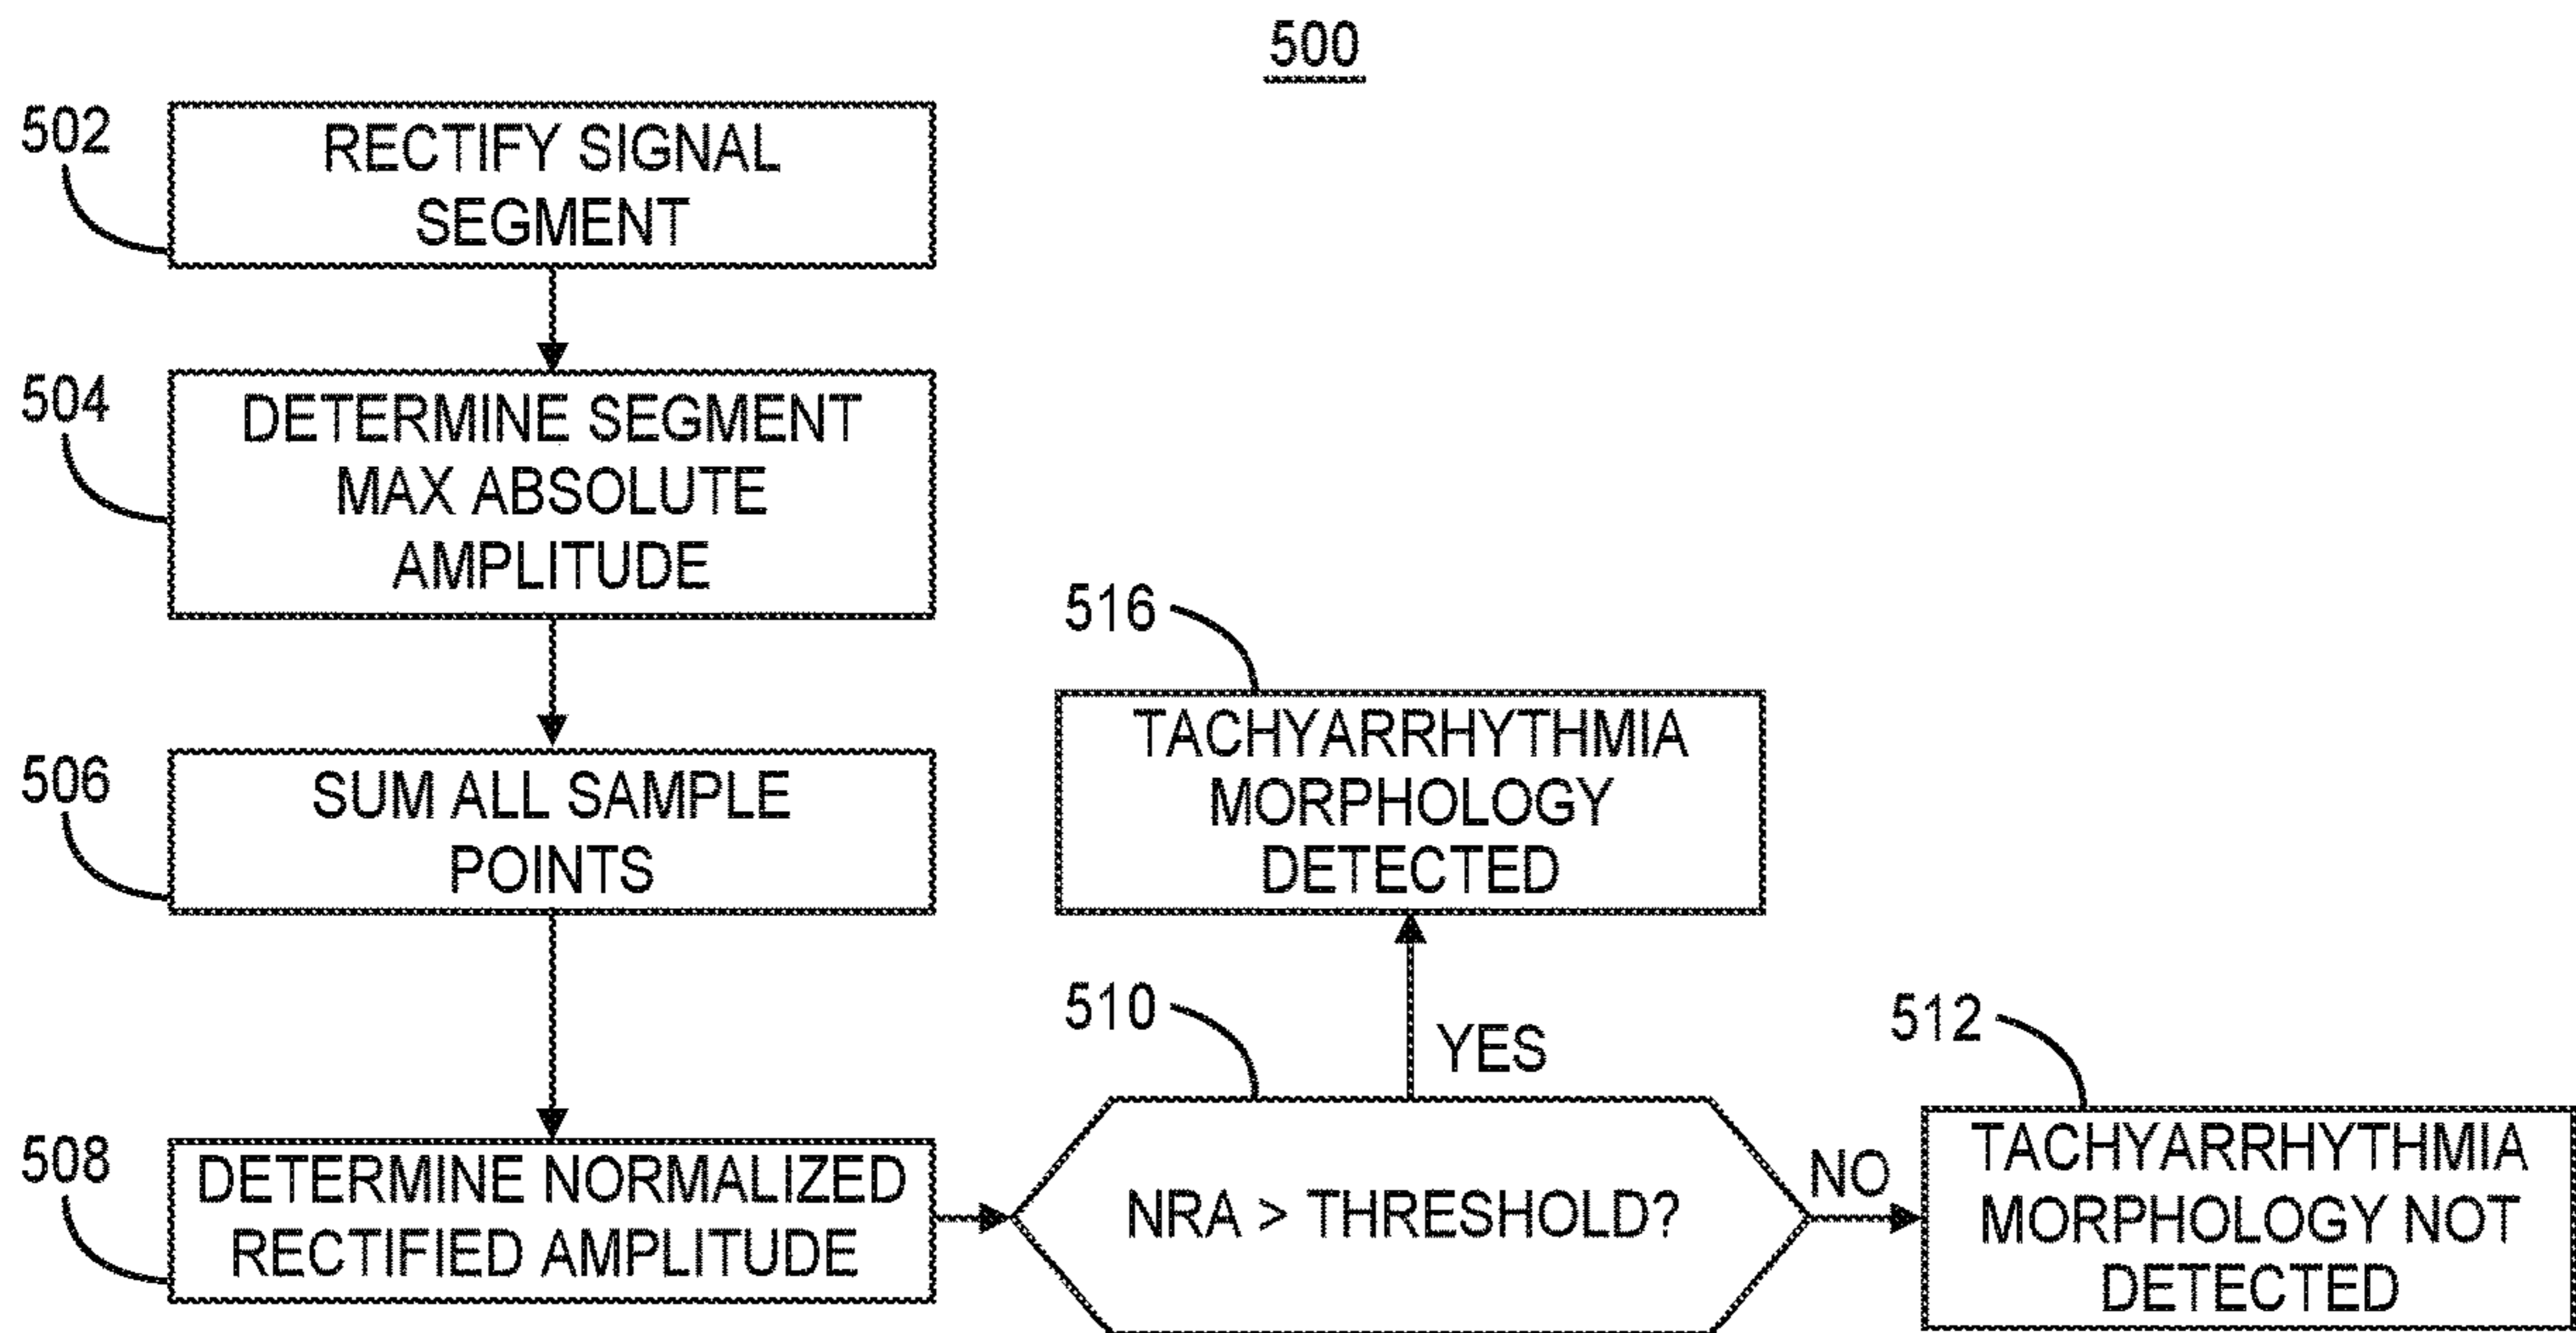 500
502
RECTIFY SIGNAL
SEGMENT
504
DETERMINE SEGMENT
MAX ABSOLUTE
AMPLITUDE
506
SUM ALL SAMPLE
POINTS
508
DETERMINE NORMALIZED
RECTIFIED AMPLITUDE
510
NRA > THRESHOLD?
YES
516
TACHYARRHYTHMIA
MORPHOLOGY
DETECTED
NO
512
TACHYARRHYTHMIA
MORPHOLOGY NOT
DETECTED